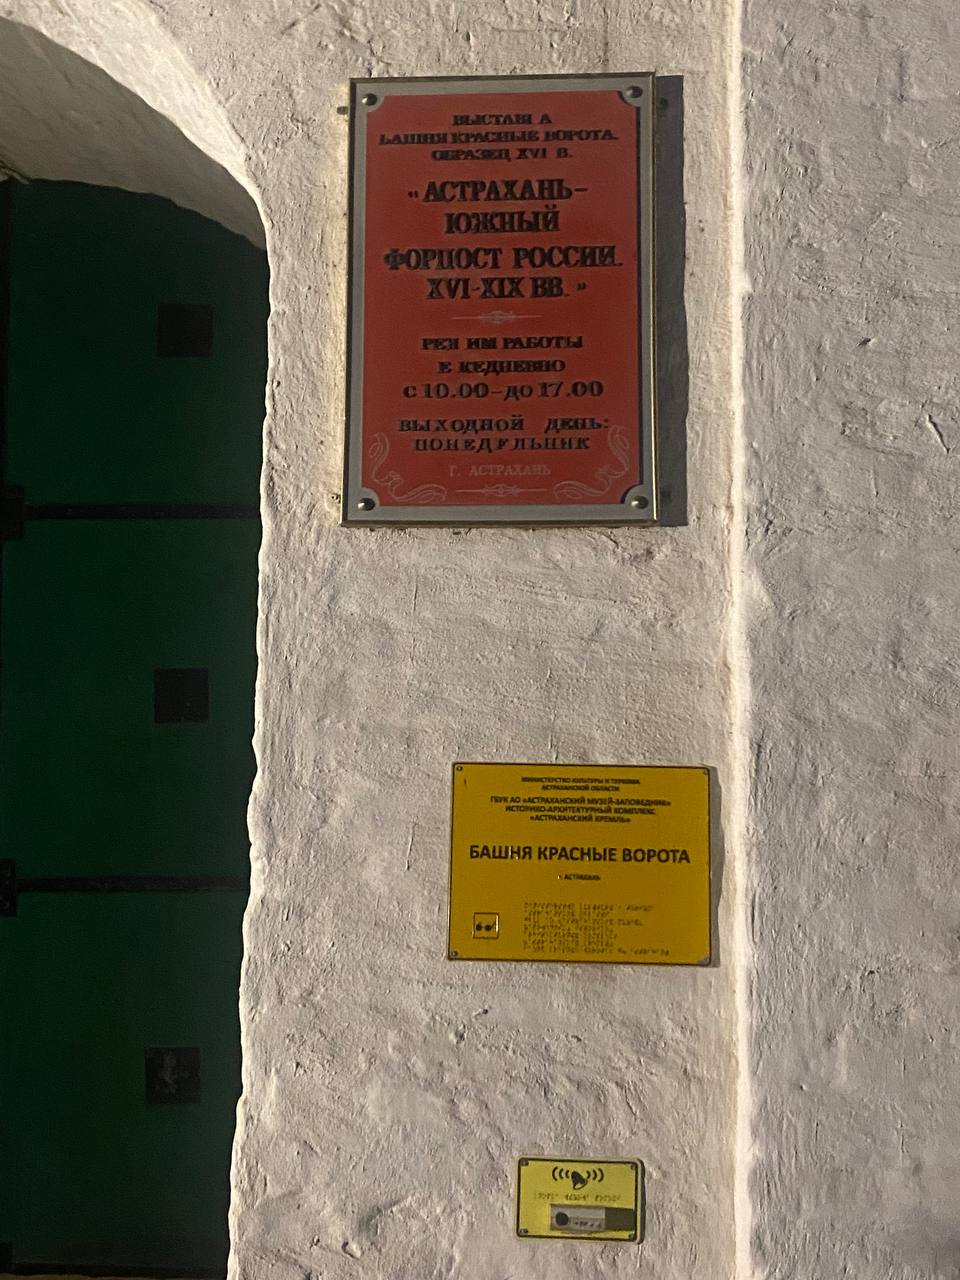 ВЫСТАВКА
БАШНЯ КРАСНЫЕ ВОРОТА.
ОБРАЗЕЦ XVI В.
«АСТРАХАНЬ-
ЮЖНЫЙ
ФОРПОСТ РОССИИ.
XVI-XIX ВВ.»
РЕЖИМ РАБОТЫ
ЕЖЕДНЕВНО
С 10.00-ДО 17.00
ВЫХОДНОЙ ДЕНЬ:
ПОНЕДЕЛЬНИК
Г. АСТРАХАНЬ
МИНИСТЕРСТВО КУЛЬТУРЫ И ТУРИЗМА
АСТРАХАНСКОЙ ОБЛАСТИ
ГБУК АО «АСТРАХАНСКИЙ МУЗЕЙ-ЗАПОВЕДНИК»
ИСТОРИКО-АРХИТЕКТУРНЫЙ КОМПЛЕКС
«АСТРАХАНСКИЙ КРЕМЛЬ»
БАШНЯ КРАСНЫЕ ВОРОТА
г. АСТРАХАНЬ